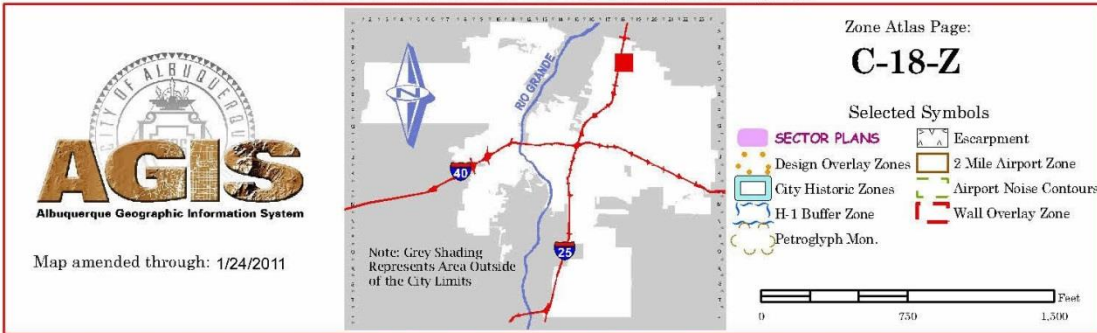 CITY OF ALBUQUERQUE
AGIS
Albuquerque Geographic Information System
Map amended through: 1/24/2011
RIO GRANDE
N
40
25
Note: Grey Shading
Represents Area Outside
of the City Limits
Zone Atlas Page:
C-18-Z
Selected Symbols
SECTOR PLANS
Design Overlay Zones
City Historic Zones
H-1 Buffer Zone
Petroglyph Mon.
Escarpment
2 Mile Airport Zone
Airport Noise Contours
Wall Overlay Zone
Feet
0
750
1,500